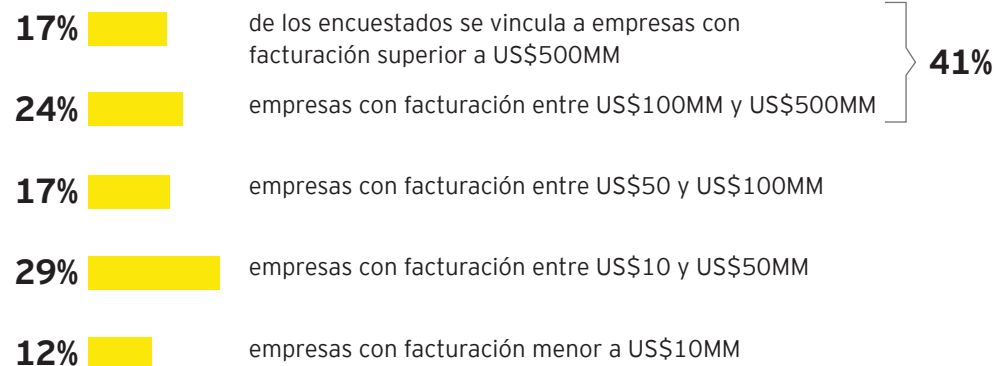 17%
de los encuestados se vincula a empresas con
facturación superior a US$500MM
41%
24%
empresas con facturación entre US$100MM y US$500MM
17%
empresas con facturación entre US$50 y US$100MM
29%
empresas con facturación entre US$10 y US$50MM
12%
empresas con facturación menor a US$10MM